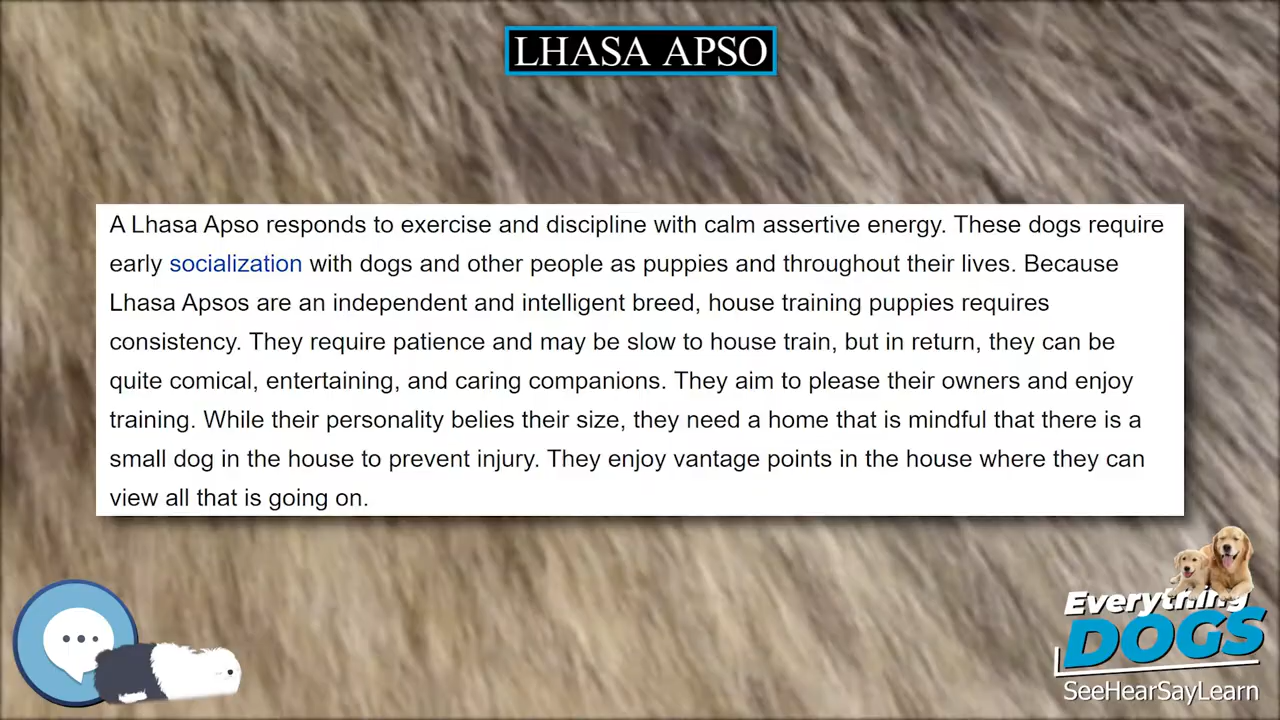 LHASA APSO
A Lhasa Apso responds to exercise and discipline with calm assertive energy. These dogs require
early socialization with dogs and other people as puppies and throughout their lives. Because
Lhasa Apsos are an independent and intelligent breed, house training puppies requires
consistency. They require patience and may be slow to house train, but in return, they can be
quite comical, entertaining, and caring companions. They aim to please their owners and enjoy
training. While their personality belies their size, they need a home that is mindful that there is a
small dog in the house to prevent injury. They enjoy vantage points in the house where they can
view all that is going on.
Everything
DOGS
SeeHearSayLearn